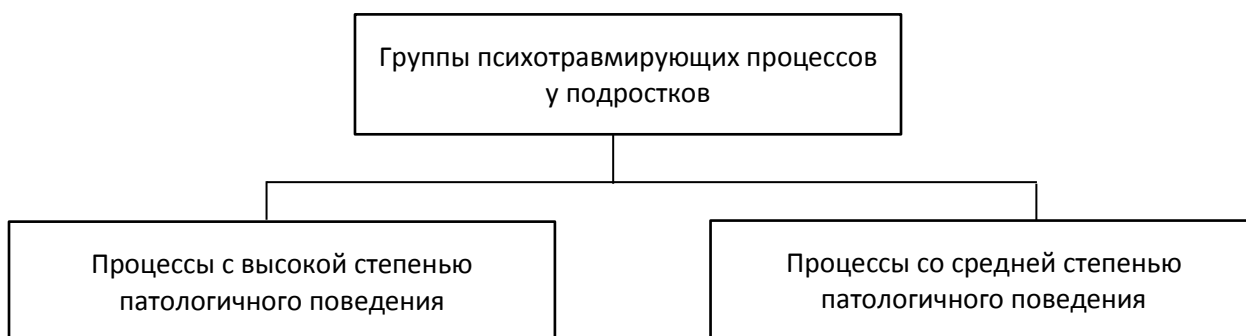 Группы психотравмирующих процессов
у подростков
Процессы с высокой степенью
патологичного поведения
Процессы со средней степенью
патологичного поведения